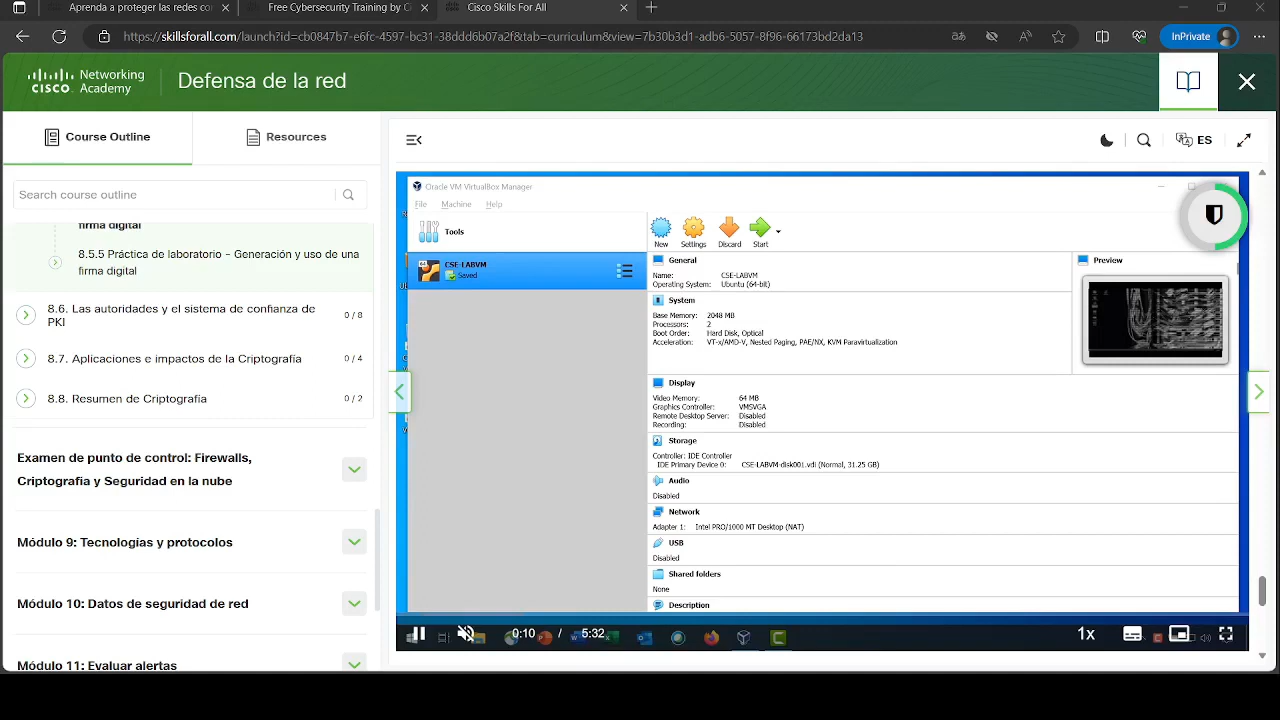 Aprenda a proteger las redes cor
Free Cybersecurity Training by C
Cisco Skills For All
https://skillsforall.com/launch?id=cb0847b7-e6fc-4597-bc31-38ddd6b07a2f&tab=curriculum&view=7b30b3d1-adb6-5057-8f96-66173bd2da13
InPrivate
CISCO
Networking
Academy
Defensa de la red
Course Outline
Resources
ES
Search course outline
firma digital
8.5.5 Práctica de laboratorio – Generación y uso de una
firma digital
8.6. Las autoridades y el sistema de confianza de
PKI
0 / 8
8.7. Aplicaciones e impactos de la Criptografía
0 / 4
8.8. Resumen de Criptografía
0 / 2
Examen de punto de control: Firewalls,
Criptografía y Seguridad en la nube
Módulo 9: Tecnologías y protocolos
Módulo 10: Datos de seguridad de red
Módulo 11: Evaluar alertas
Oracle VM VirtualBox Manager
File Machine Help
Tools
New Settings Discard Start
CSE-LABVM
Saved
General
Name: CSE-LABVM
Operating System: Ubuntu (64-bit)
Preview
System
Base Memory: 2048 MB
Processors: 2
Boot Order: Hard Disk, Optical
Acceleration: VT-x/AMD-V, Nested Paging, PAE/NX, KVM Paravirtualization
Display
Video Memory: 64 MB
Graphics Controller: VMSVGA
Remote Desktop Server: Disabled
Recording: Disabled
Storage
Controller: IDE Controller
IDE Primary Device 0: CSE-LABVM-disk001.vdi (Normal, 31.25 GB)
Audio
Disabled
Network
Adapter 1: Intel PRO/1000 MT Desktop (NAT)
USB
Disabled
Shared folders
None
Description
0:10 / 5:32
1x